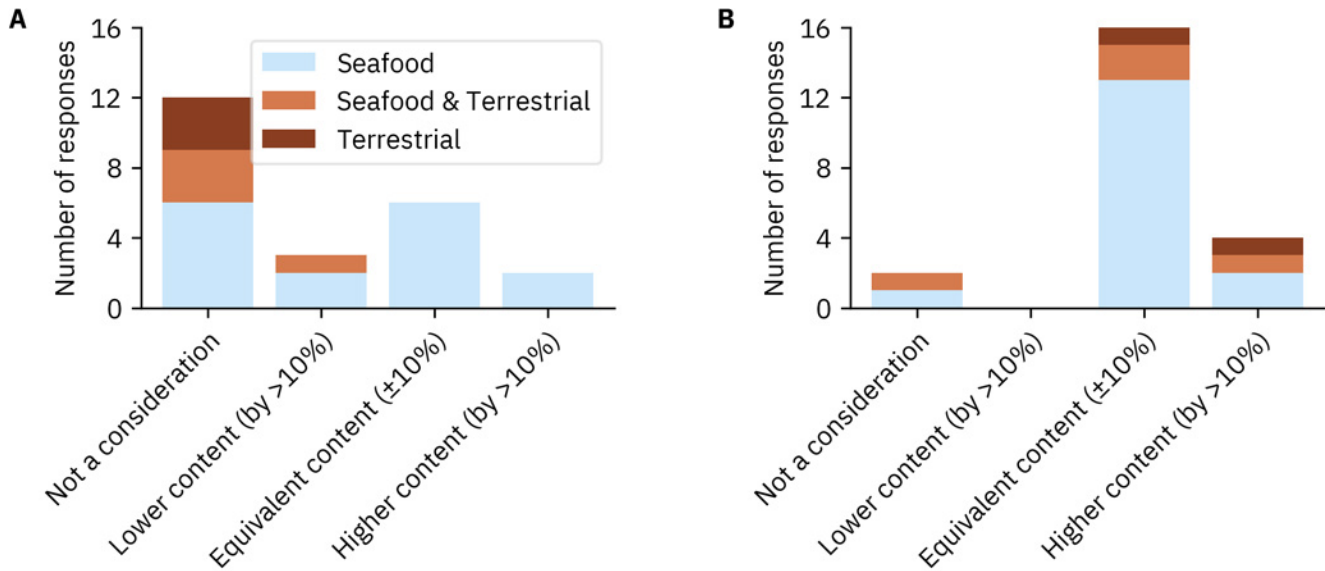 A
Number of responses
16
12
8
4
0
Seafood
Seafood & Terrestrial
Terrestrial
Not a consideration
Lower content (by >10%)
Equivalent content (±10%)
Higher content (by >10%)
B
Number of responses
16
12
8
4
0
Not a consideration
Lower content (by >10%)
Equivalent content (±10%)
Higher content (by >10%)